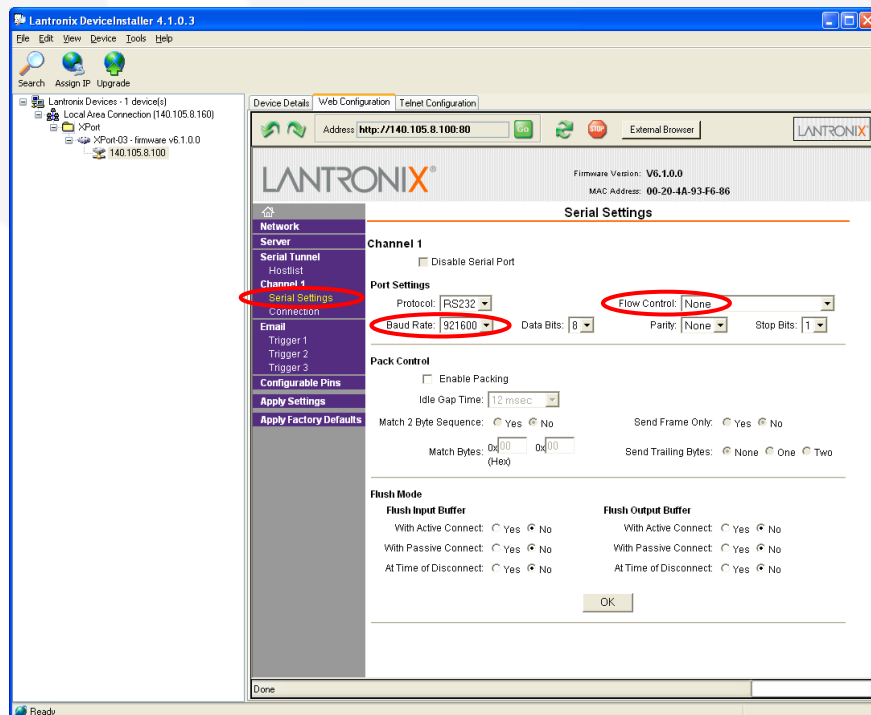 Lantronix DeviceInstaller 4.1.0.3
File Edit View Device Tools Help
Search Assign IP Upgrade
Lantronix Devices - 1 device(s)
Local Area Connection (140.105.8.160)
XPort
XPort-03 - firmware v6.1.0.0
140.105.8.100
Device Details Web Configuration Telnet Configuration
Address http://140.105.8.100:80 Go STOP External Browser LANTRONIX
LANTRONIX®
Firmware Version: V6.1.0.0
MAC Address: 00-20-4A-93-F6-86
Network
Server
Serial Tunnel
Hostlist
Channel 1
Serial Settings
Connection
Email
Trigger 1
Trigger 2
Trigger 3
Configurable Pins
Apply Settings
Apply Factory Defaults
Serial Settings
Channel 1
Disable Serial Port
Port Settings
Protocol: RS232 Flow Control: None
Baud Rate: 921600 Data Bits: 8 Parity: None Stop Bits: 1
Pack Control
Enable Packing
Idle Gap Time: 12 msec
Match 2 Byte Sequence: Yes No Send Frame Only: Yes No
Match Bytes: 0x00 0x00 Send Trailing Bytes: None One Two
(Hex)
Flush Mode
Flush Input Buffer Flush Output Buffer
With Active Connect: Yes No With Active Connect: Yes No
With Passive Connect: Yes No With Passive Connect: Yes No
At Time of Disconnect: Yes No At Time of Disconnect: Yes No
OK
Done
Ready